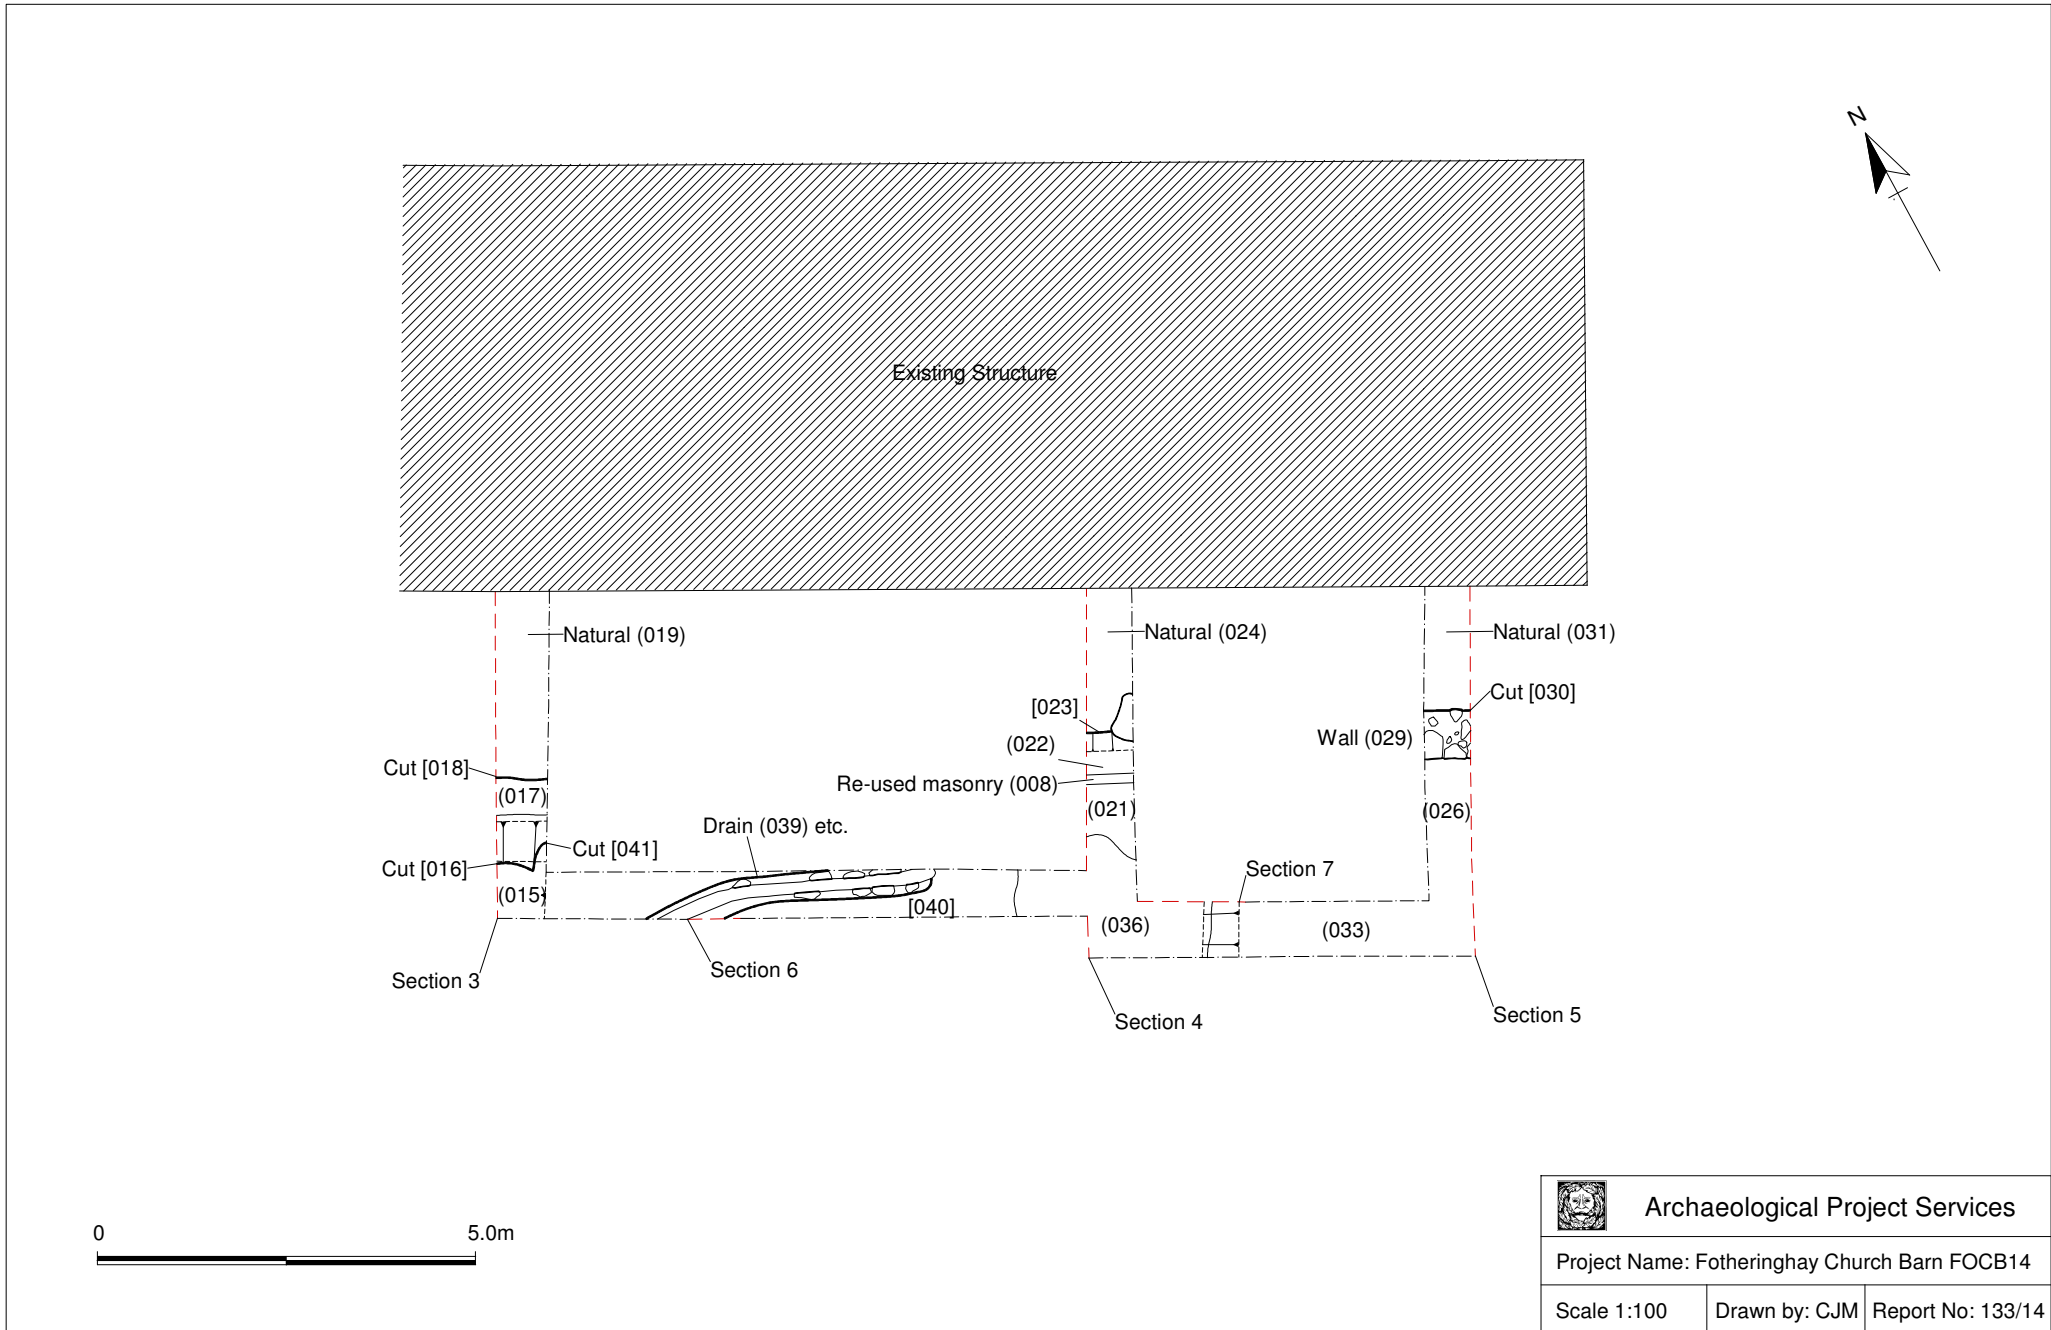 N
Existing Structure
Natural (019)
Natural (024)
Natural (031)
Cut [030]
[023]
Wall (029)
(022)
Cut [018]
Re-used masonry (008)
(017)
(021)
(026)
Drain (039) etc.
Cut [041]
Cut [016]
Section 7
(015)
[040]
(036)
(033)
Section 6
Section 3
Section 4
Section 5
0 5.0m
Archaeological Project Services
Project Name: Fotheringhay Church Barn FOCB14
Scale 1:100 Drawn by: CJM Report No: 133/14